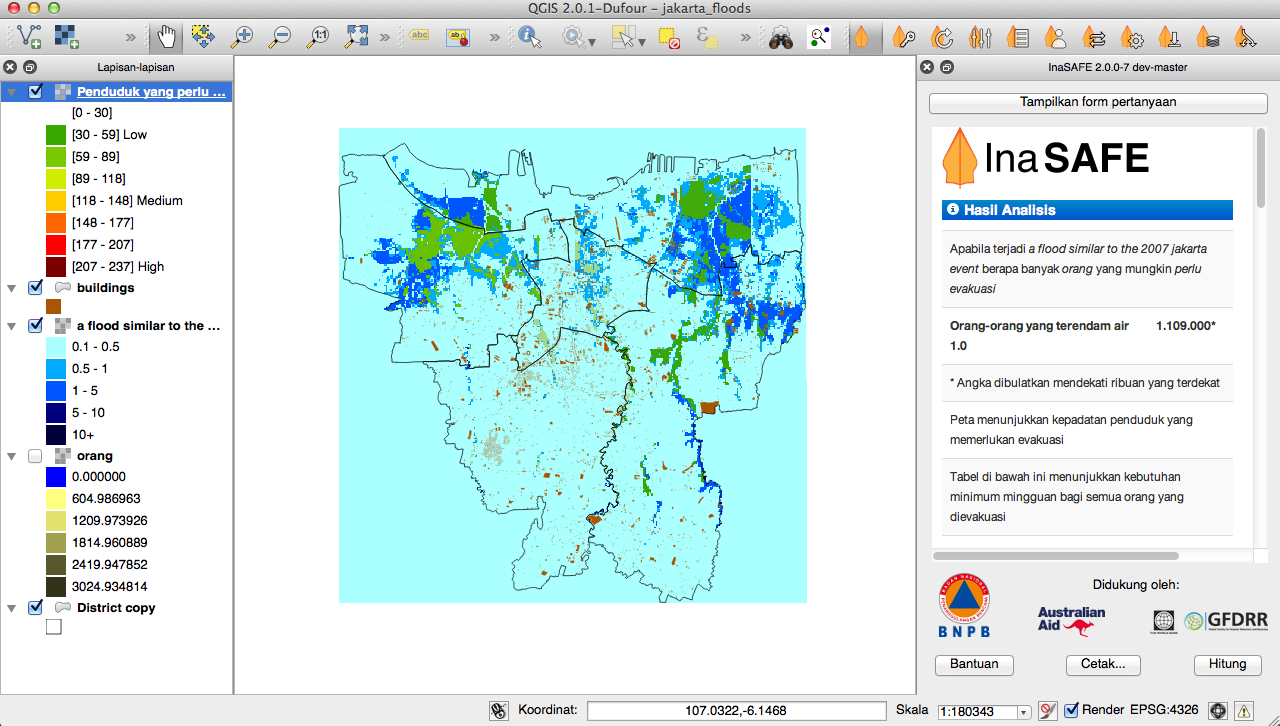 QGIS 2.0.1-Dufour – jakarta_floods
Lapisan-lapisan
Penduduk yang perlu ...
[0 - 30]
[30 - 59] Low
[59 - 89]
[89 - 118]
[118 - 148] Medium
[148 - 177]
[177 - 207]
[207 - 237] High
buildings
a flood similar to the ...
0.1 - 0.5
0.5 - 1
1 - 5
5 - 10
10+
orang
0.000000
604.986963
1209.973926
1814.960889
2419.947852
3024.934814
District copy
InaSAFE 2.0.0-7 dev-master
Tampilkan form pertanyaan
InaSAFE
Hasil Analisis
Apabila terjadi a flood similar to the 2007 jakarta
event berapa banyak orang yang mungkin perlu
evakuasi
Orang-orang yang terendam air 1.109.000*
1.0
* Angka dibulatkan mendekati ribuan yang terdekat
Peta menunjukkan kepadatan penduduk yang
memerlukan evakuasi
Tabel di bawah ini menunjukkan kebutuhan
minimum mingguan bagi semua orang yang
dievakuasi
Didukung oleh:
BNPB
Australian
Aid
THE WORLD BANK
GFDRR
Bantuan
Cetak...
Hitung
Koordinat: 107.0322,-6.1468 Skala 1:180343 Render EPSG:4326